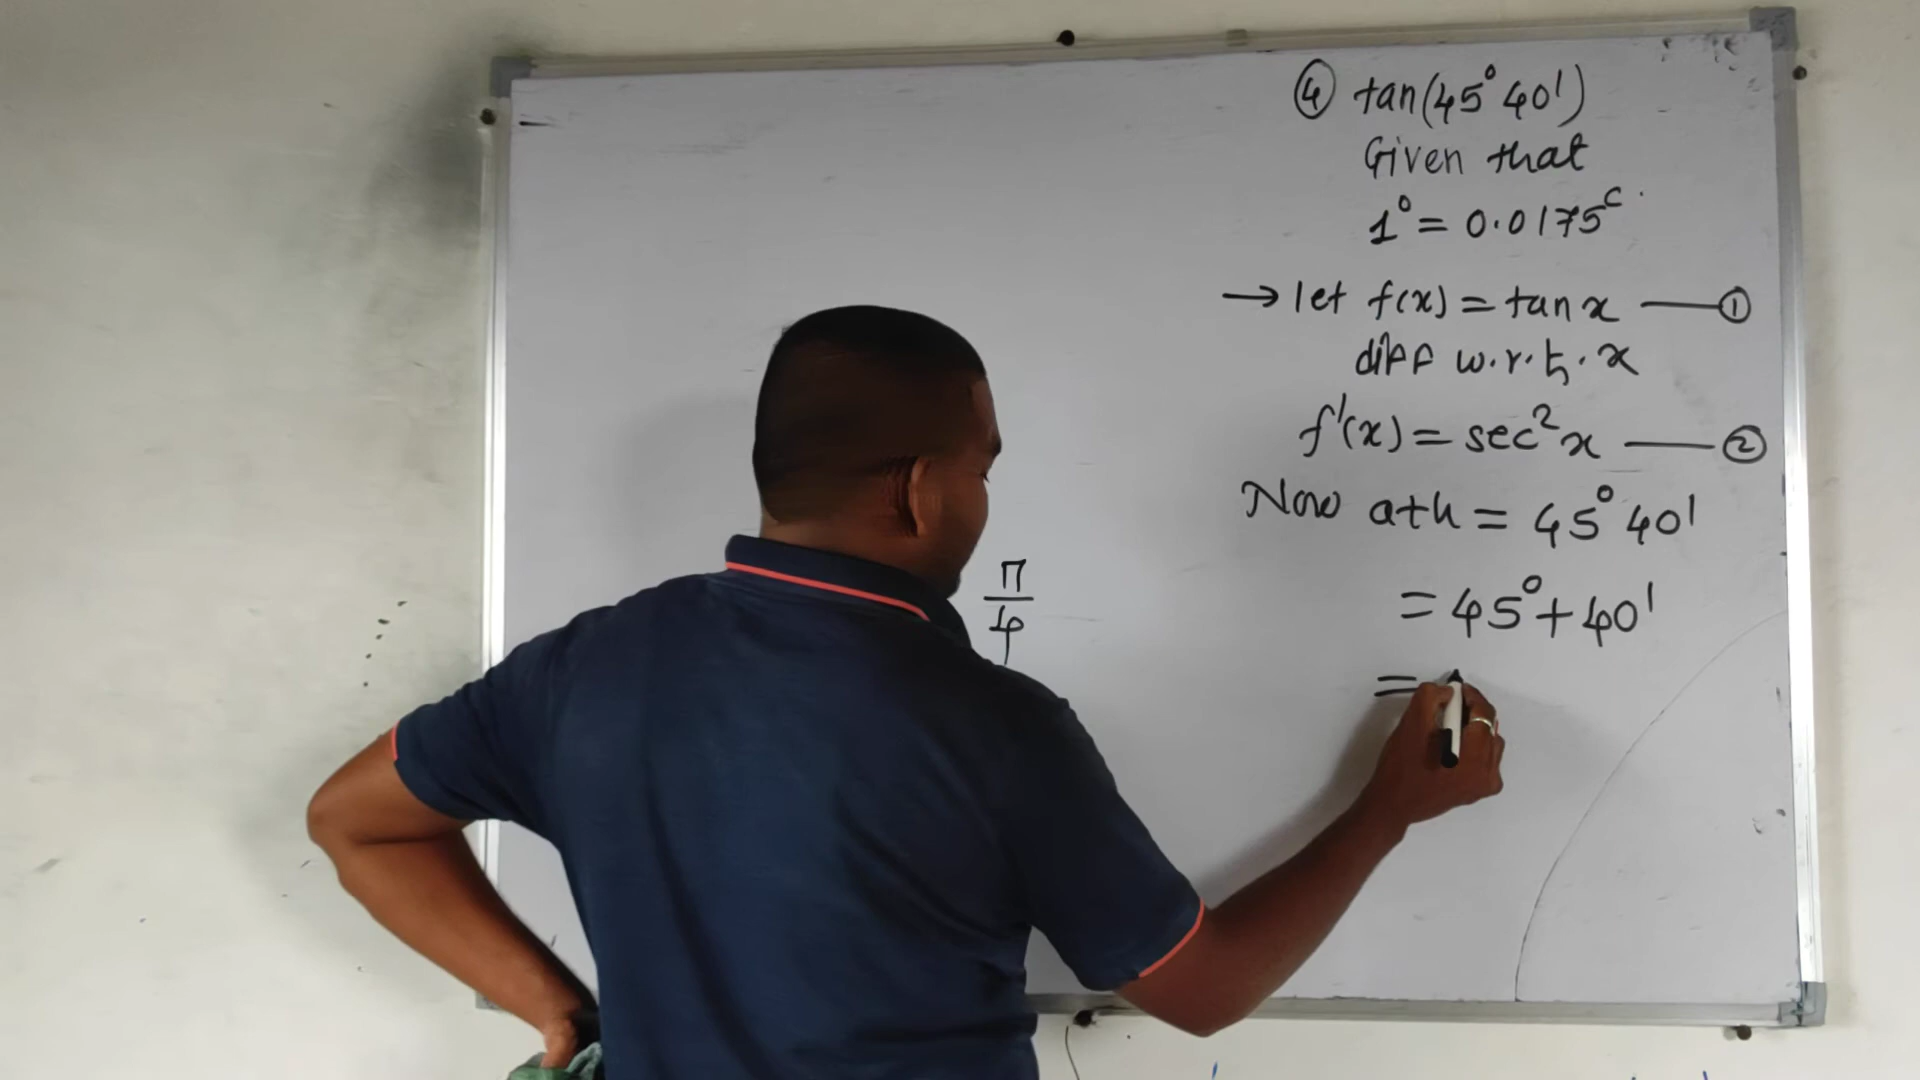 ④ tan(45°40')
Given that
1° = 0.0175ᶜ
→ let f(x) = tan x —— ①
diff w.r.t. x
f'(x) = sec²x —— ②
Now a+h = 45°40'
= 45° + 40'
=
π/4